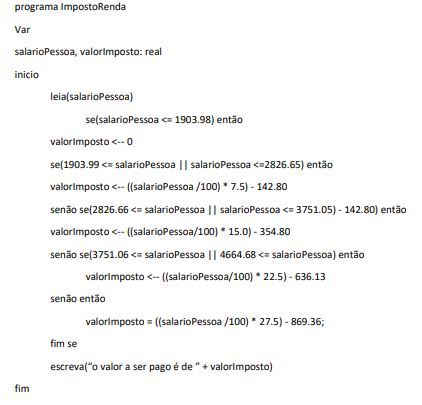 programa ImpostoRenda
Var
salarioPessoa, valorImposto: real
inicio
leia(salarioPessoa)
se(salarioPessoa <= 1903.98) então
valorImposto <-- 0
se(1903.99 <= salarioPessoa || salarioPessoa <=2826.65) então
valorImposto <-- ((salarioPessoa /100) * 7.5) - 142.80
senão se(2826.66 <= salarioPessoa || salarioPessoa <= 3751.05) - 142.80) então
valorImposto <-- ((salarioPessoa/100) * 15.0) - 354.80
senão se(3751.06 <= salarioPessoa || 4664.68 <= salarioPessoa) então
valorImposto <-- ((salarioPessoa/100) * 22.5) - 636.13
senão então
valorImposto = ((salarioPessoa /100) * 27.5) - 869.36;
fim se
escreva(“o valor a ser pago é de ” + valorImposto)
fim